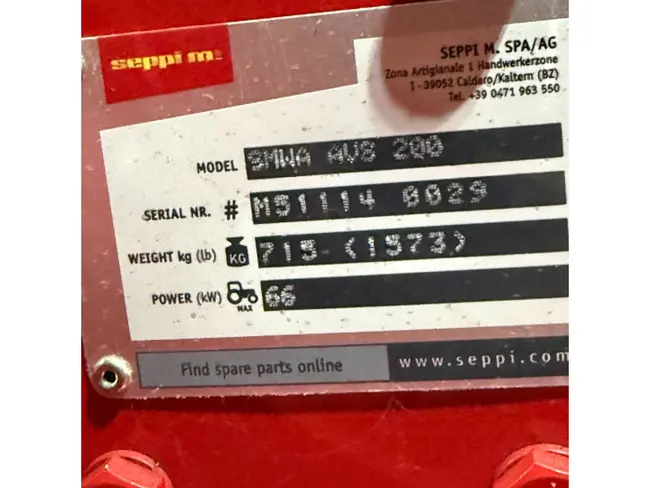 seppi m.
SEPPI M. SPA/AG
Zona Artigianale 1 Handwerkerzone
I - 39052 Caldaro/Kaltern (BZ)
Tel. +39 0471 963 550
MODEL SMWA AVS 200
SERIAL NR. # M51114 0029
WEIGHT kg (lb) KG 715 (1573)
POWER (kW) MAX 66
Find spare parts online www.seppi.com